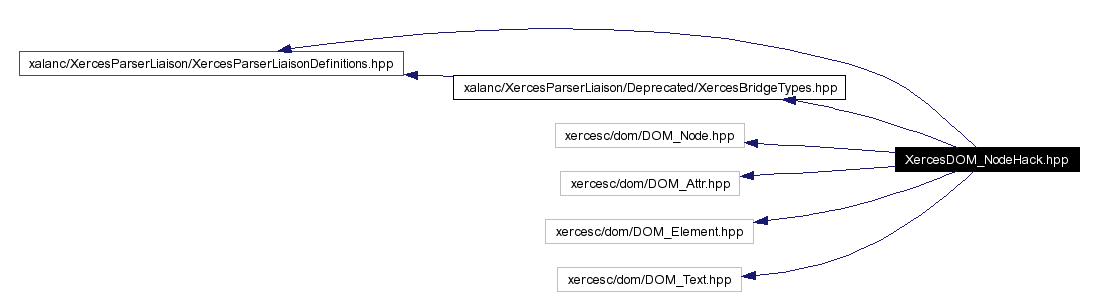 xalanc/XercesParserLiaison/XercesParserLiaisonDefinitions.hpp
xalanc/XercesParserLiaison/Deprecated/XercesBridgeTypes.hpp
xercesc/dom/DOM_Node.hpp
XercesDOM_NodeHack.hpp
xercesc/dom/DOM_Attr.hpp
xercesc/dom/DOM_Element.hpp
xercesc/dom/DOM_Text.hpp